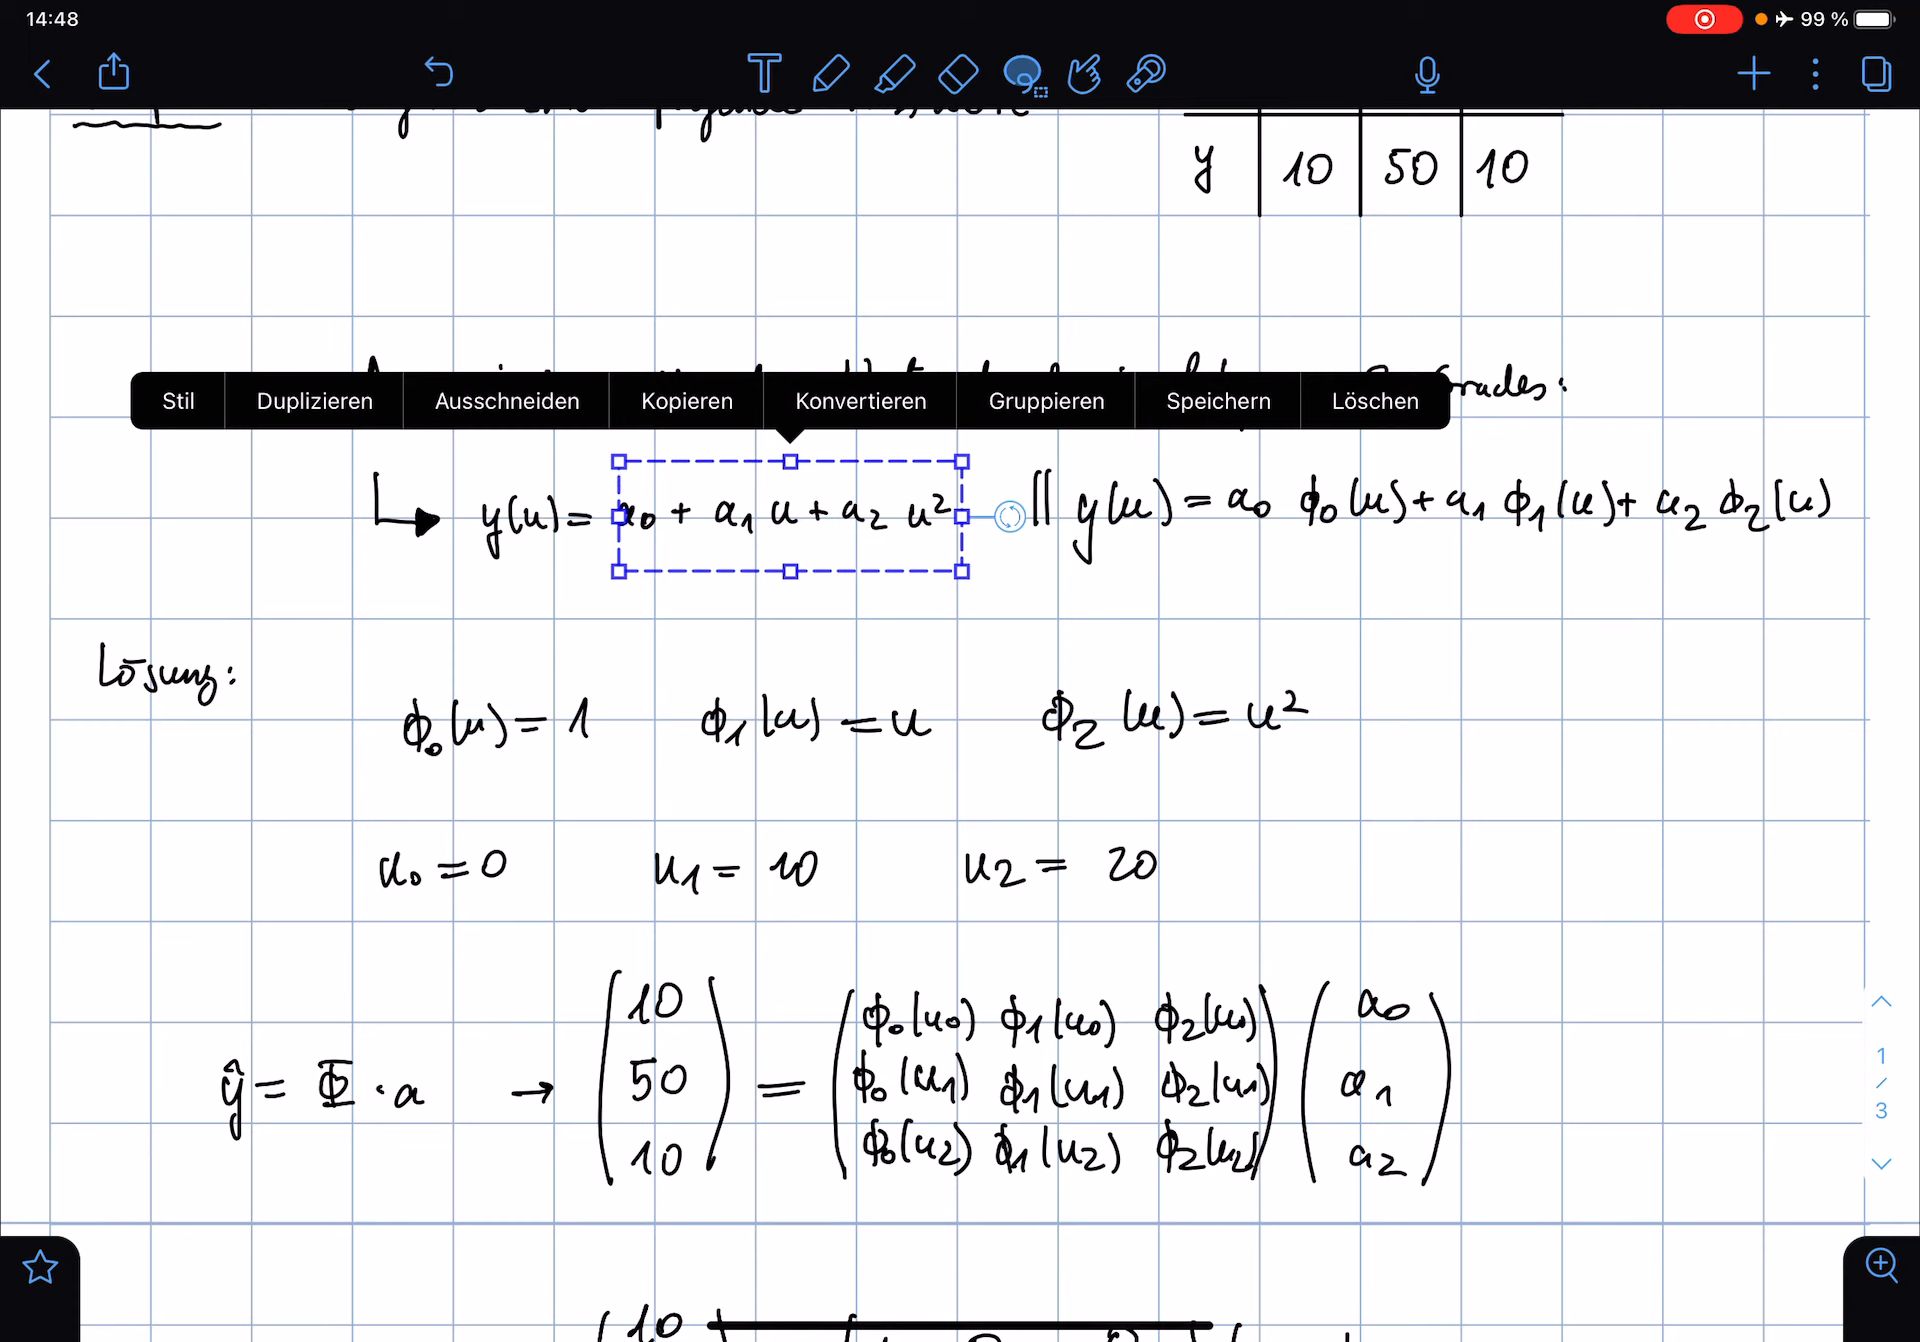 14:48 99 %
y 10 50 10
Grades:
Stil Duplizieren Ausschneiden Kopieren Konvertieren Gruppieren Speichern Löschen
y(u) = a₀ + a₁ u + a₂ u² || y(u) = a₀ ϕ₀(u) + a₁ ϕ₁(u) + a₂ ϕ₂(u)
Lösung:
ϕ₀(u) = 1 ϕ₁(u) = u ϕ₂(u) = u²
u₀ = 0 u₁ = 10 u₂ = 20
10 ϕ₀(u₀) ϕ₁(u₀) ϕ₂(u₀) a₀
ŷ = Φ · a → 50 = ϕ₀(u₁) ϕ₁(u₁) ϕ₂(u₁) a₁
10 ϕ₀(u₂) ϕ₁(u₂) ϕ₂(u₂) a₂
1 / 3
10